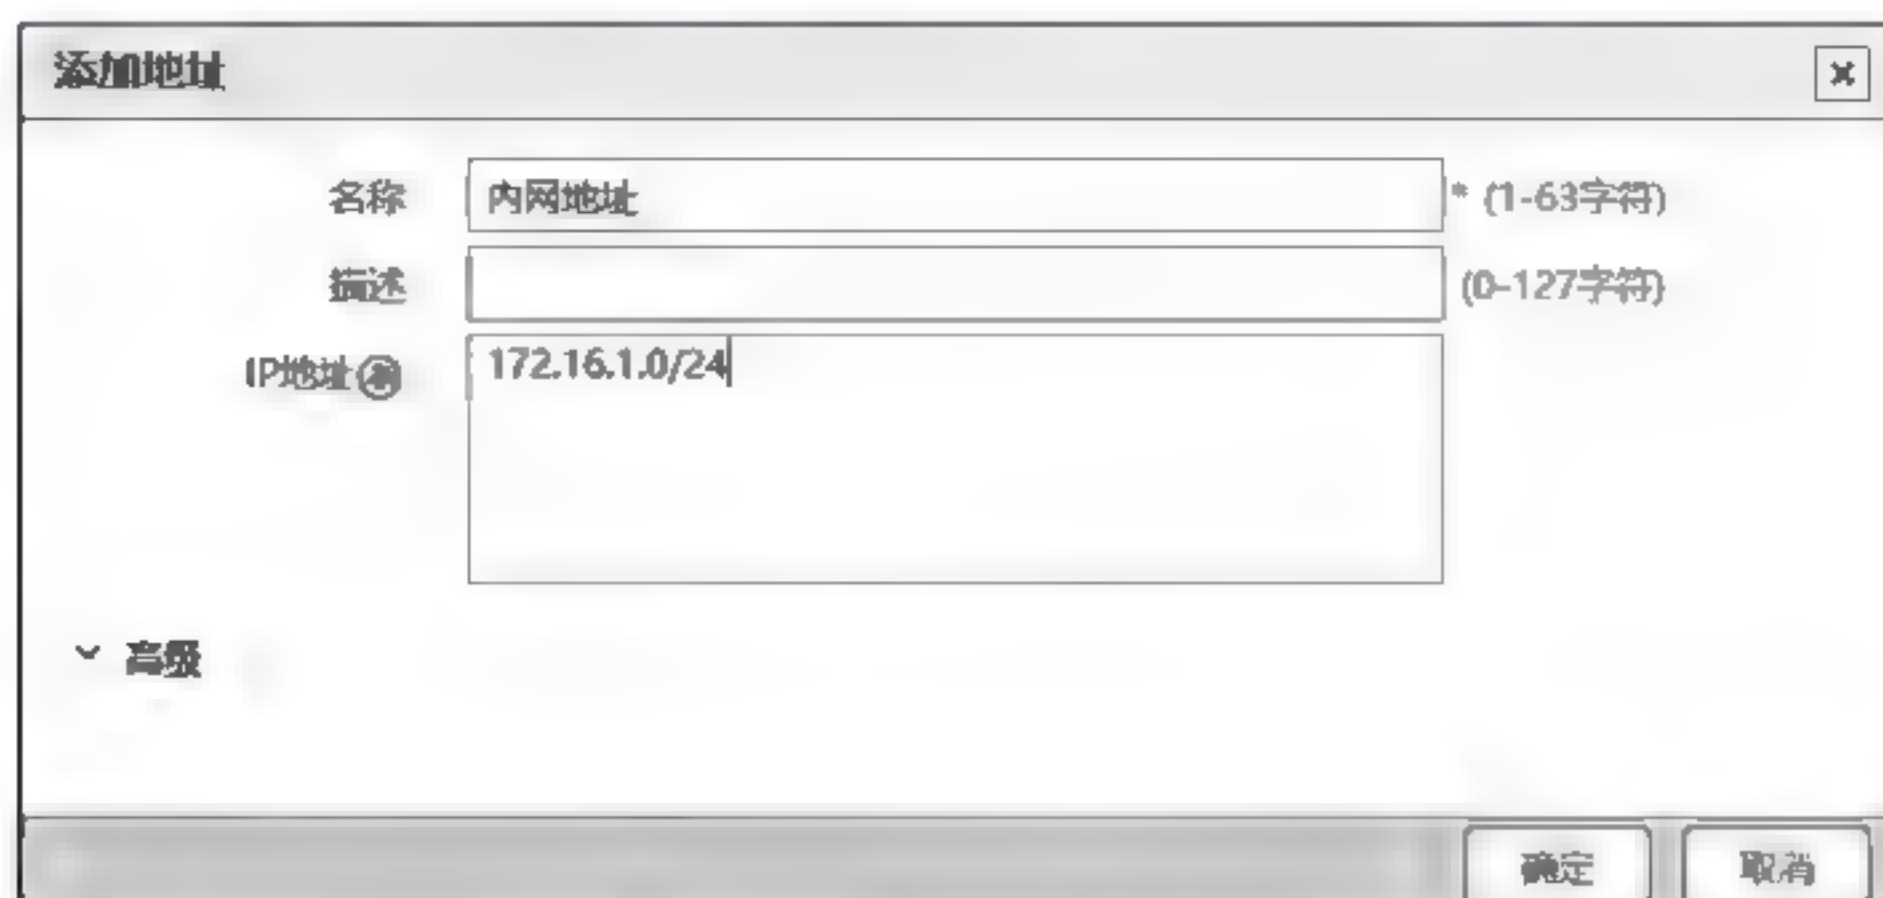 添加地址
名称 内网地址 * (1-63字符)
描述 (0-127字符)
IP地址 172.16.1.0/24
高级
确定 取消